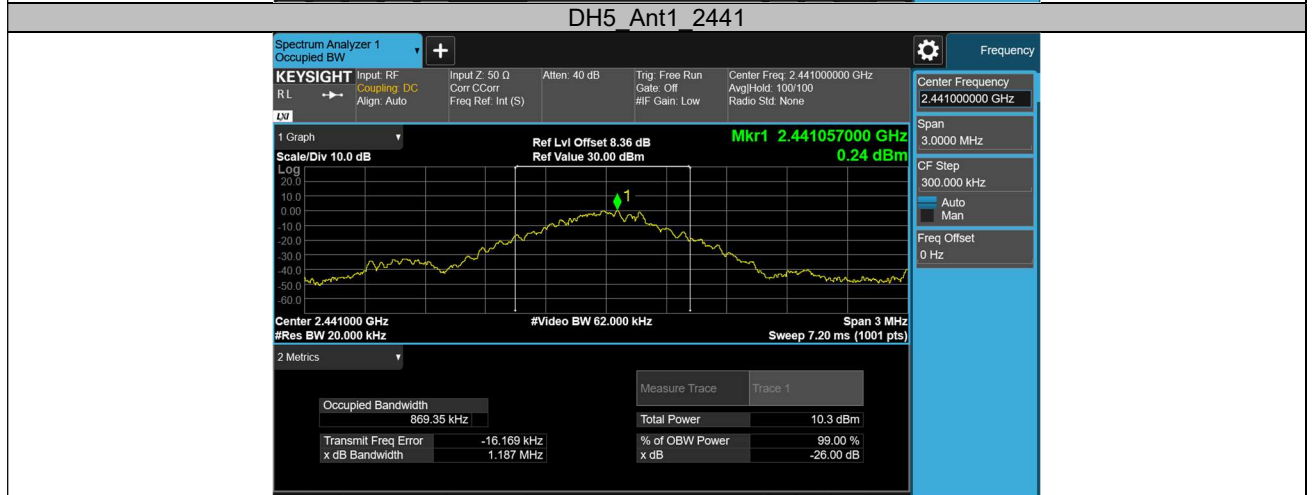 DH5_Ant1_2441
Spectrum Analyzer 1
Occupied BW
+
Frequency
KEYSIGHT
RL
LXI
Input: RF
Coupling: DC
Align: Auto
Input Z: 50 Ω
Corr CCorr
Freq Ref: Int (S)
Atten: 40 dB
Trig: Free Run
Gate: Off
#IF Gain: Low
Center Freq: 2.441000000 GHz
Avg|Hold: 100/100
Radio Std: None
Center Frequency
2.441000000 GHz
Span
3.0000 MHz
CF Step
300.000 kHz
Auto
Man
Freq Offset
0 Hz
1 Graph
Scale/Div 10.0 dB
Ref Lvl Offset 8.36 dB
Ref Value 30.00 dBm
Mkr1 2.441057000 GHz
0.24 dBm
Log
20.0
10.0
0.00
-10.0
-20.0
-30.0
-40.0
-50.0
-60.0
1
Center 2.441000 GHz
#Res BW 20.000 kHz
#Video BW 62.000 kHz
Span 3 MHz
Sweep 7.20 ms (1001 pts)
2 Metrics
Measure Trace Trace 1
Occupied Bandwidth
869.35 kHz
Total Power 10.3 dBm
Transmit Freq Error -16.169 kHz
% of OBW Power 99.00 %
x dB Bandwidth 1.187 MHz
x dB -26.00 dB